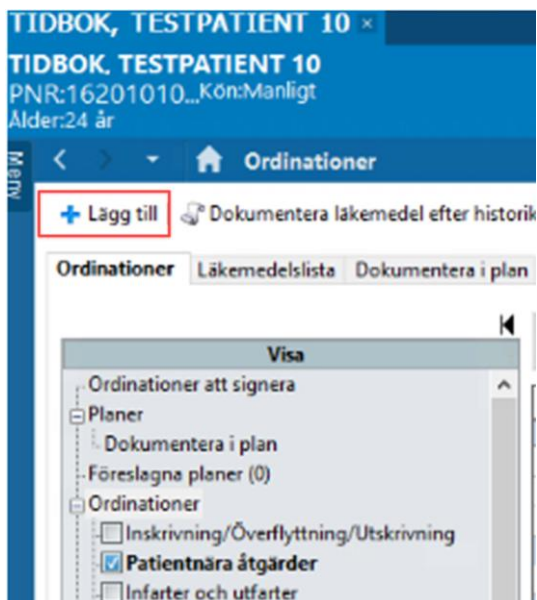 TIDBOK, TESTPATIENT 10 ×
TIDBOK, TESTPATIENT 10
PNR:16201010...Kön:Manligt
Ålder:24 år
Meny
Ordinationer
Lägg till Dokumentera läkemedel efter historik
Ordinationer Läkemedelslista Dokumentera i plan
Visa
Ordinationer att signera
Planer
Dokumentera i plan
Föreslagna planer (0)
Ordinationer
Inskrivning/Överflyttning/Utskrivning
Patientnära åtgärder
Infarter och utfarter